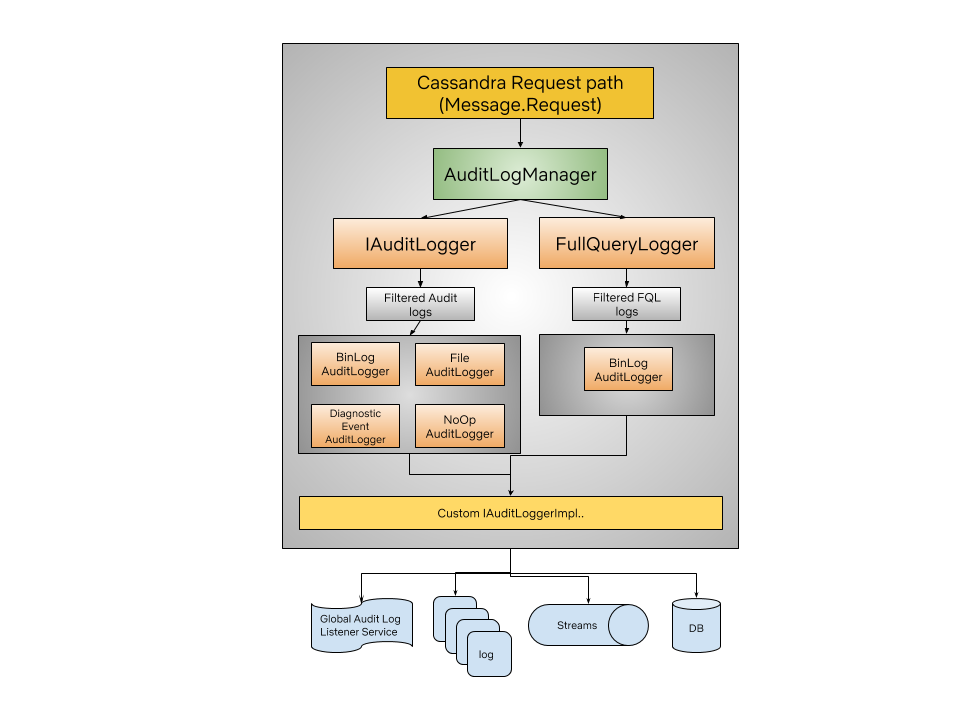 Cassandra Request path
(Message.Request)
AuditLogManager
IAuditLogger
FullQueryLogger
Filtered Audit
logs
Filtered FQL
logs
BinLog
AuditLogger
File
AuditLogger
BinLog
AuditLogger
Diagnostic
Event
AuditLogger
NoOp
AuditLogger
Custom IAuditLoggerImpl..
Global Audit Log
Listener Service
log
Streams
DB